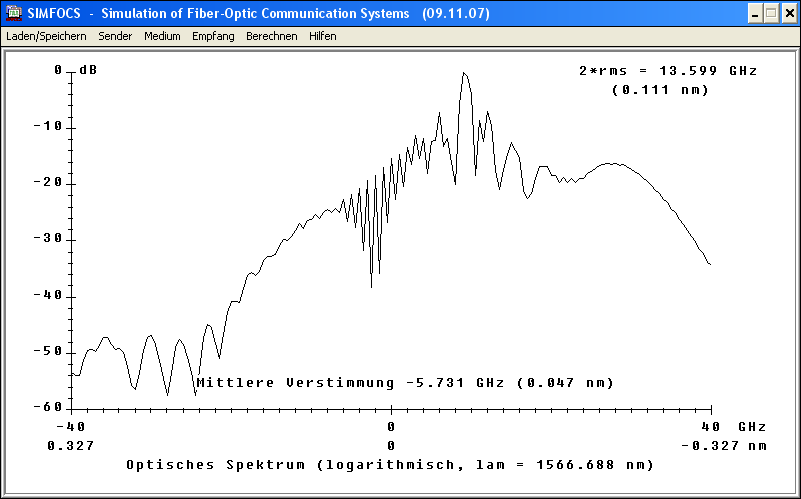 SIMFOCS - Simulation of Fiber-Optic Communication Systems (09.11.07)
Laden/Speichern Sender Medium Empfang Berechnen Hilfen
0 dB
2*rms = 13.599 GHz
(0.111 nm)
-10
-20
-30
-40
-50
Mittlere Verstimmung -5.731 GHz (0.047 nm)
-60
-40 0 40 GHz
0.327 0 -0.327 nm
Optisches Spektrum (logarithmisch, lam = 1566.688 nm)